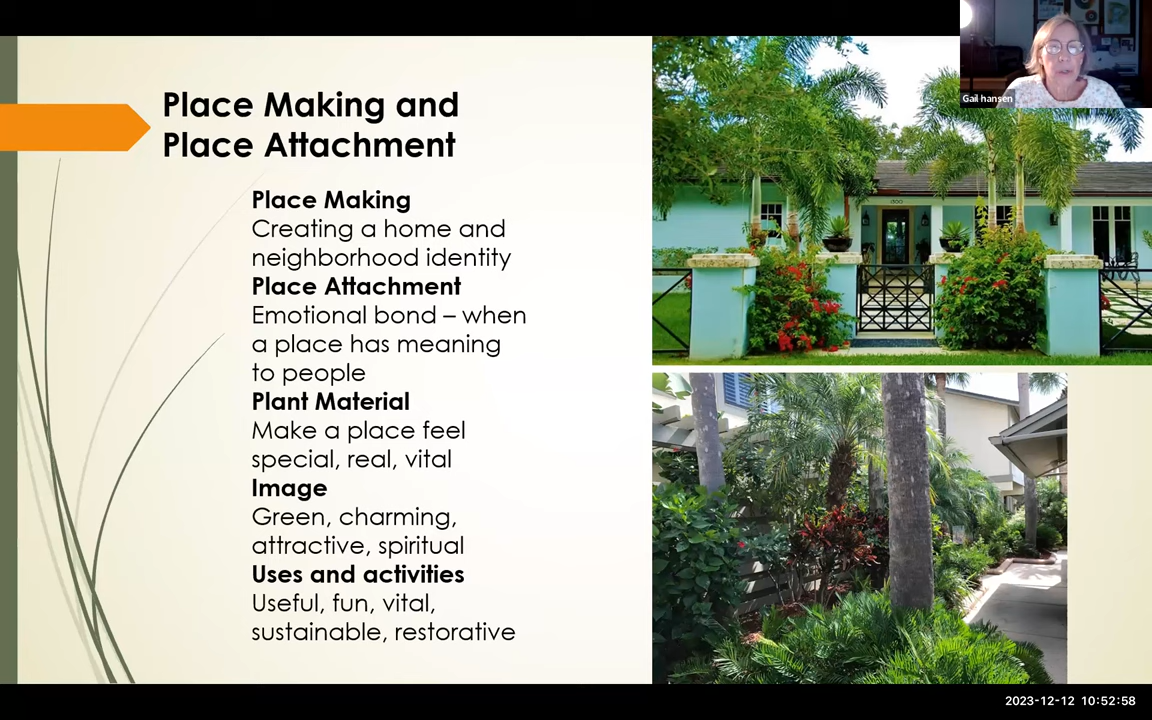 Place Making and
Place Attachment
Place Making
Creating a home and
neighborhood identity
Place Attachment
Emotional bond – when
a place has meaning
to people
Plant Material
Make a place feel
special, real, vital
Image
Green, charming,
attractive, spiritual
Uses and activities
Useful, fun, vital,
sustainable, restorative
Gail hansen
2023-12-12 10:52:58